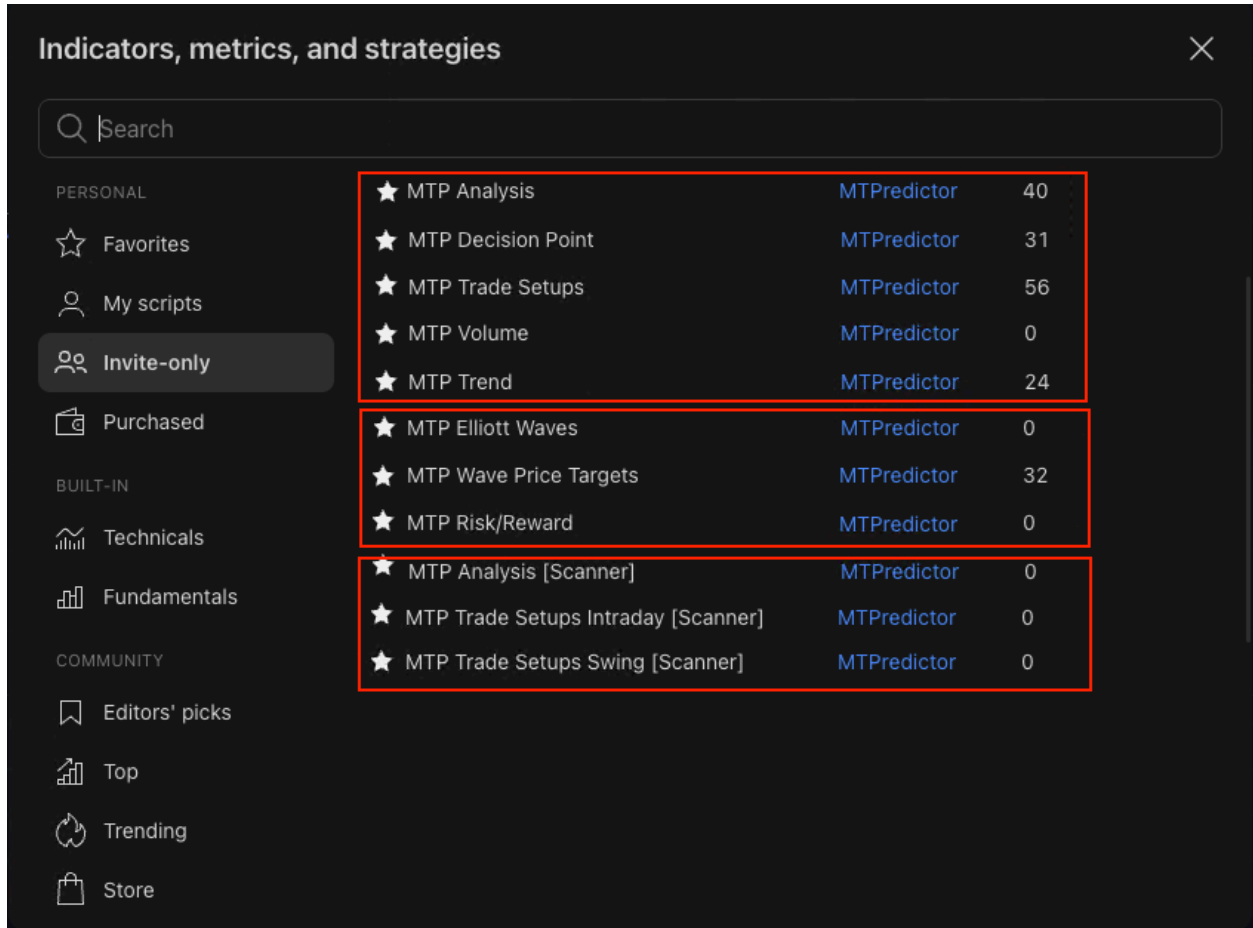 Indicators, metrics, and strategies
Search
PERSONAL
Favorites
My scripts
Invite-only
Purchased
BUILT-IN
Technicals
Fundamentals
COMMUNITY
Editors' picks
Top
Trending
Store
MTP Analysis MTPredictor 40
MTP Decision Point MTPredictor 31
MTP Trade Setups MTPredictor 56
MTP Volume MTPredictor 0
MTP Trend MTPredictor 24
MTP Elliott Waves MTPredictor 0
MTP Wave Price Targets MTPredictor 32
MTP Risk/Reward MTPredictor 0
MTP Analysis [Scanner] MTPredictor 0
MTP Trade Setups Intraday [Scanner] MTPredictor 0
MTP Trade Setups Swing [Scanner] MTPredictor 0